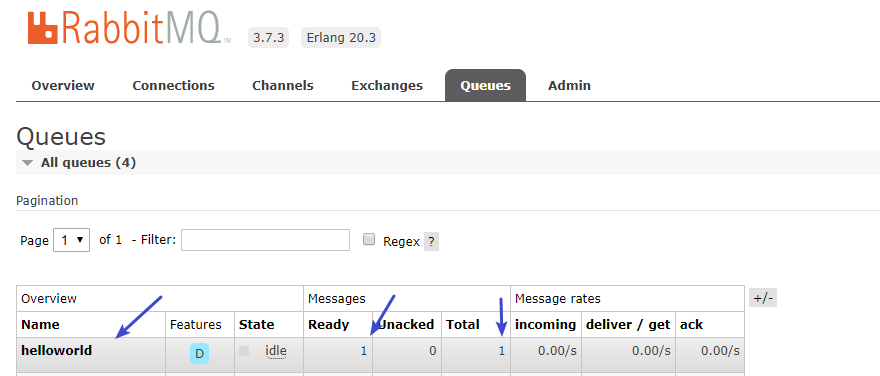 RabbitMQ™ 3.7.3 Erlang 20.3
Overview Connections Channels Exchanges Queues Admin
Queues
All queues (4)
Pagination
Page 1 of 1 - Filter: Regex ?
Overview Messages Message rates +/-
Name Features State Ready Unacked Total incoming deliver / get ack
helloworld D idle 1 0 1 0.00/s 0.00/s 0.00/s